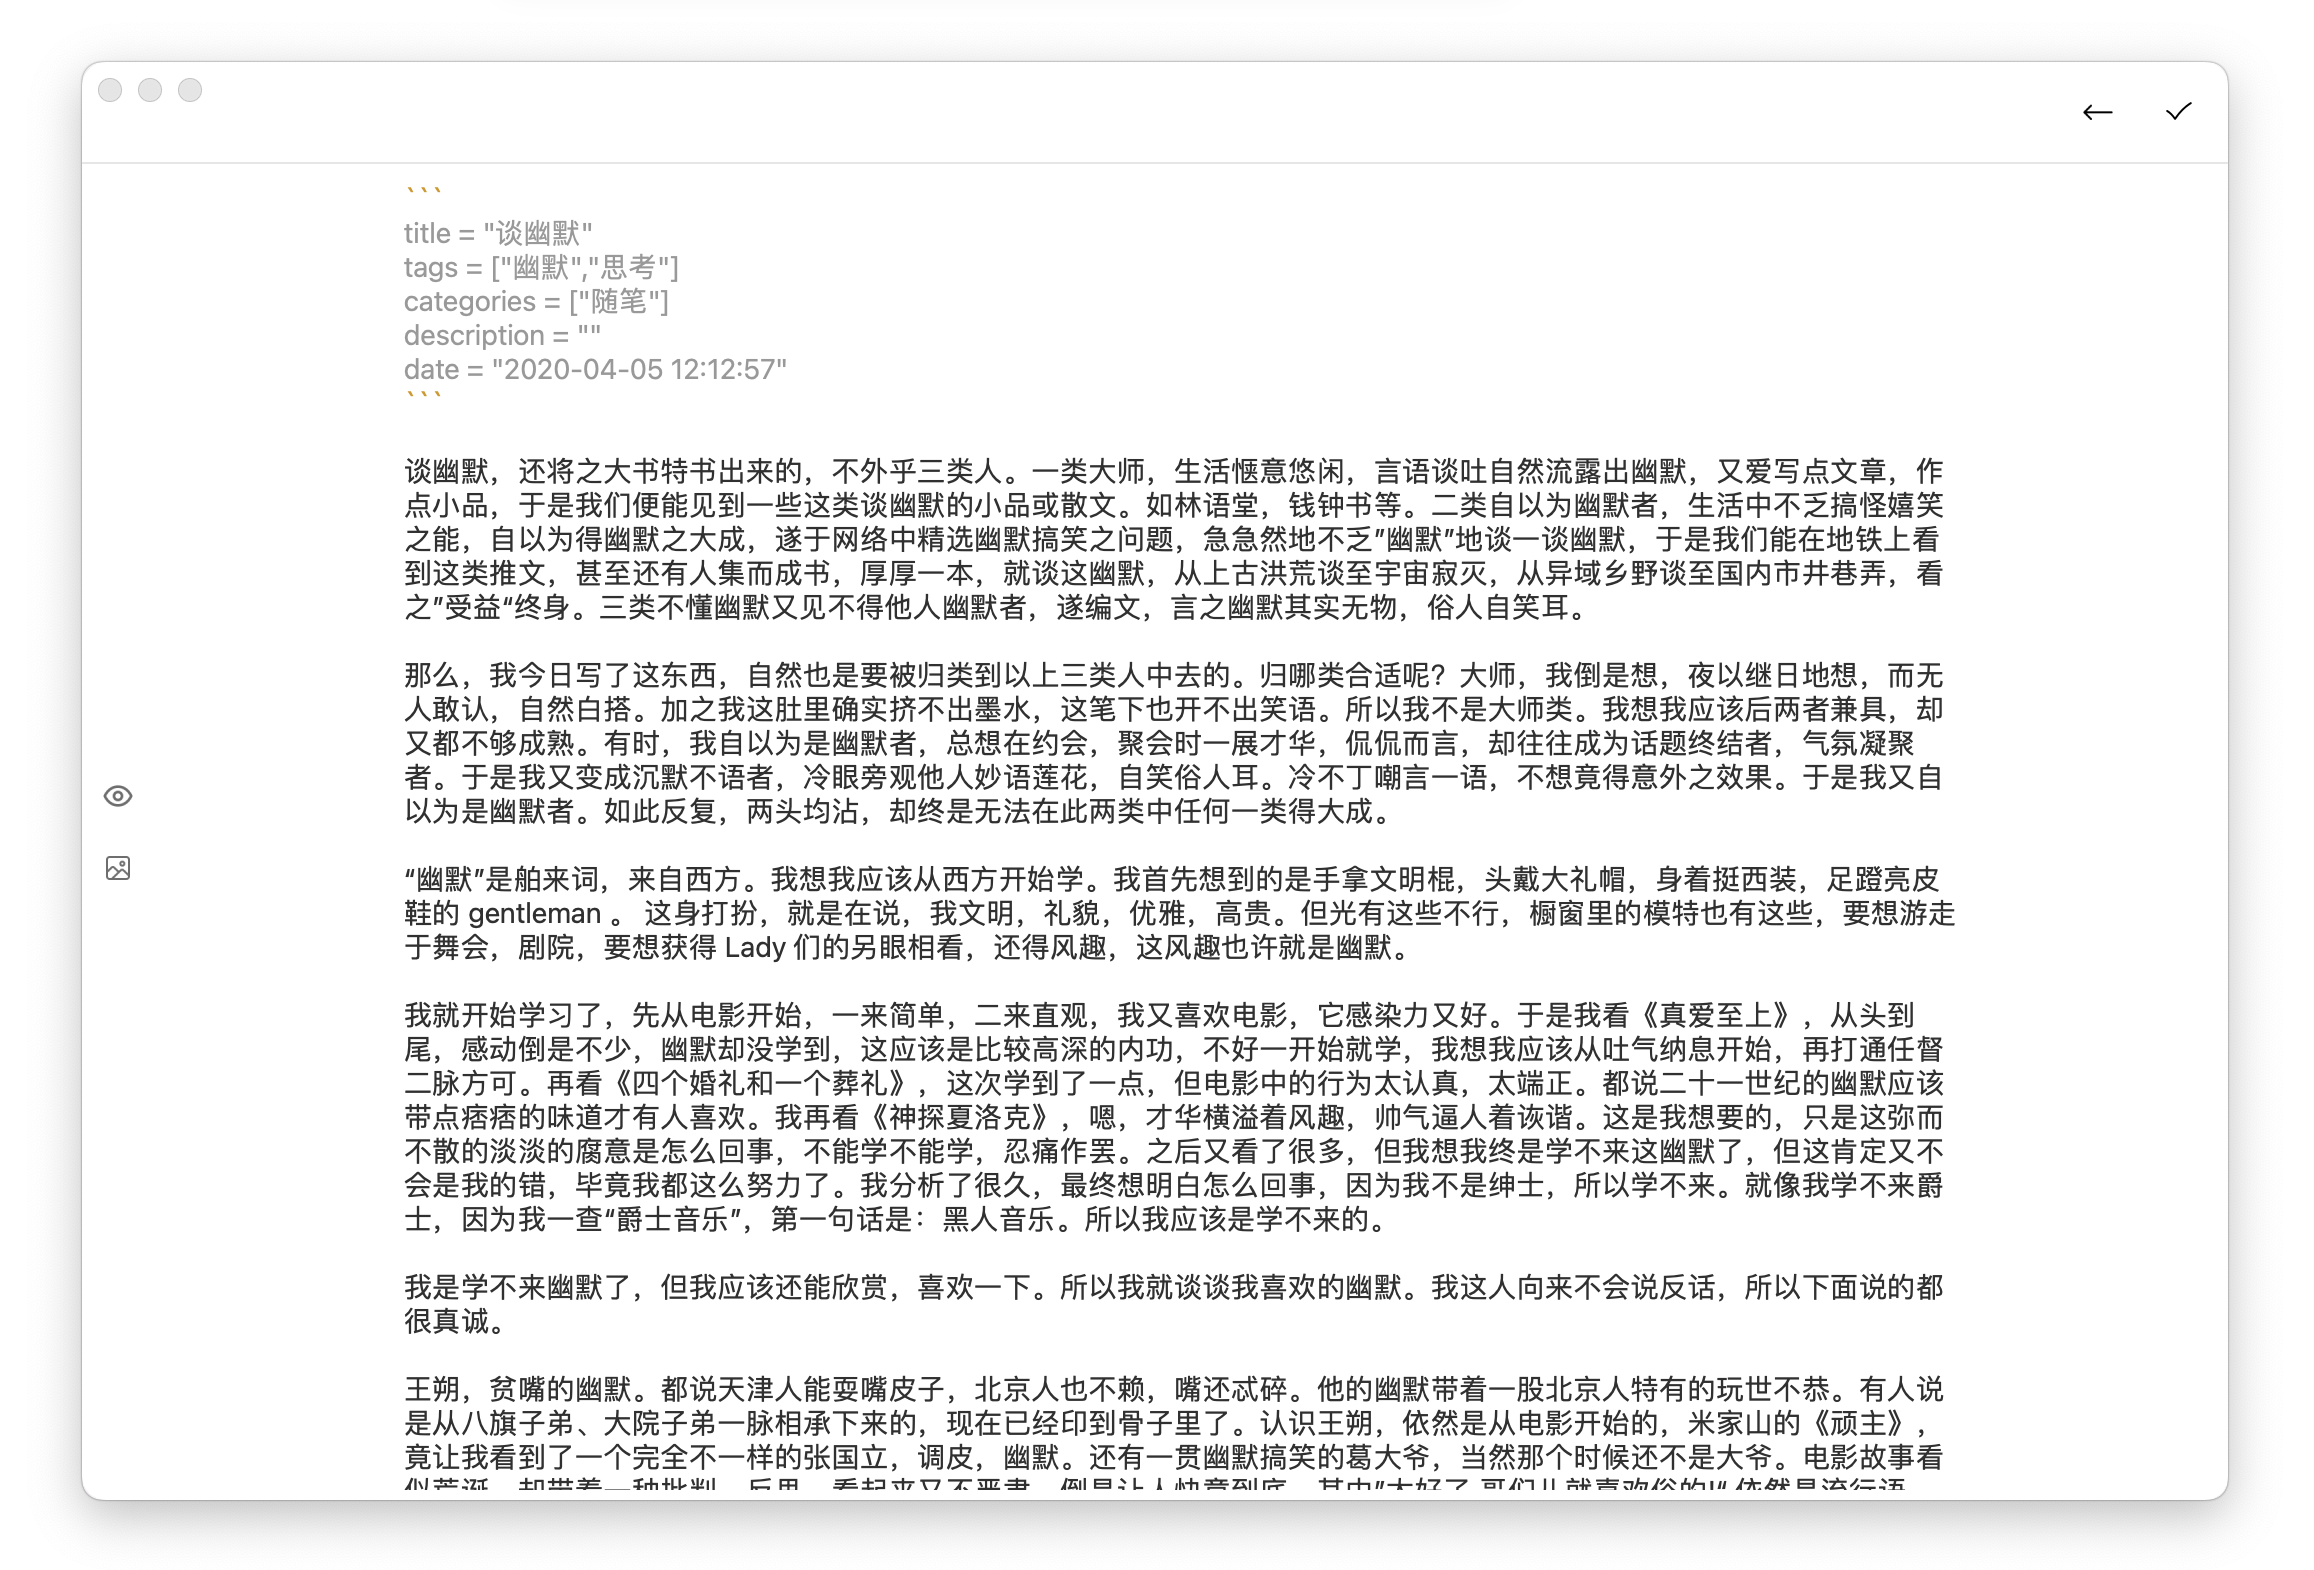 ```
title = "谈幽默"
tags = ["幽默","思考"]
categories = ["随笔"]
description = ""
date = "2020-04-05 12:12:57"
```
谈幽默，还将之大书特书出来的，不外乎三类人。一类大师，生活惬意悠闲，言语谈吐自然流露出幽默，又爱写点文章，作
点小品，于是我们便能见到一些这类谈幽默的小品或散文。如林语堂，钱钟书等。二类自以为幽默者，生活中不乏搞怪嬉笑
之能，自以为得幽默之大成，遂于网络中精选幽默搞笑之问题，急急然地不乏”幽默”地谈一谈幽默，于是我们能在地铁上看
到这类推文，甚至还有人集而成书，厚厚一本，就谈这幽默，从上古洪荒谈至宇宙寂灭，从异域乡野谈至国内市井巷弄，看
之”受益“终身。三类不懂幽默又见不得他人幽默者，遂编文，言之幽默其实无物，俗人自笑耳。
那么，我今日写了这东西，自然也是要被归类到以上三类人中去的。归哪类合适呢？大师，我倒是想，夜以继日地想，而无
人敢认，自然白搭。加之我这肚里确实挤不出墨水，这笔下也开不出笑语。所以我不是大师类。我想我应该后两者兼具，却
又都不够成熟。有时，我自以为是幽默者，总想在约会，聚会时一展才华，侃侃而言，却往往成为话题终结者，气氛凝聚
者。于是我又变成沉默不语者，冷眼旁观他人妙语莲花，自笑俗人耳。冷不丁嘲言一语，不想竟得意外之效果。于是我又自
以为是幽默者。如此反复，两头均沾，却终是无法在此两类中任何一类得大成。
“幽默”是舶来词，来自西方。我想我应该从西方开始学。我首先想到的是手拿文明棍，头戴大礼帽，身着挺西装，足蹬亮皮
鞋的 gentleman 。 这身打扮，就是在说，我文明，礼貌，优雅，高贵。但光有这些不行，橱窗里的模特也有这些，要想游走
于舞会，剧院，要想获得 Lady 们的另眼相看，还得风趣，这风趣也许就是幽默。
我就开始学习了，先从电影开始，一来简单，二来直观，我又喜欢电影，它感染力又好。于是我看《真爱至上》，从头到
尾，感动倒是不少，幽默却没学到，这应该是比较高深的内功，不好一开始就学，我想我应该从吐气纳息开始，再打通任督
二脉方可。再看《四个婚礼和一个葬礼》，这次学到了一点，但电影中的行为太认真，太端正。都说二十一世纪的幽默应该
带点痞痞的味道才有人喜欢。我再看《神探夏洛克》，嗯，才华横溢着风趣，帅气逼人着诙谐。这是我想要的，只是这弥而
不散的淡淡的腐意是怎么回事，不能学不能学，忍痛作罢。之后又看了很多，但我想我终是学不来这幽默了，但这肯定又不
会是我的错，毕竟我都这么努力了。我分析了很久，最终想明白怎么回事，因为我不是绅士，所以学不来。就像我学不来爵
士，因为我一查“爵士音乐”，第一句话是：黑人音乐。所以我应该是学不来的。
我是学不来幽默了，但我应该还能欣赏，喜欢一下。所以我就谈谈我喜欢的幽默。我这人向来不会说反话，所以下面说的都
很真诚。
王朔，贫嘴的幽默。都说天津人能耍嘴皮子，北京人也不赖，嘴还忒碎。他的幽默带着一股北京人特有的玩世不恭。有人说
是从八旗子弟、大院子弟一脉相承下来的，现在已经印到骨子里了。认识王朔，依然是从电影开始的，米家山的《顽主》，
竟让我看到了一个完全不一样的张国立，调皮，幽默。还有一贯幽默搞笑的葛大爷，当然那个时候还不是大爷。电影故事看
似荒诞，却带着一种批判，反思，看起来又不严肃，倒是让人快意到底。其中”太好了,哥们儿就喜欢俗的!“ 依然是流行语